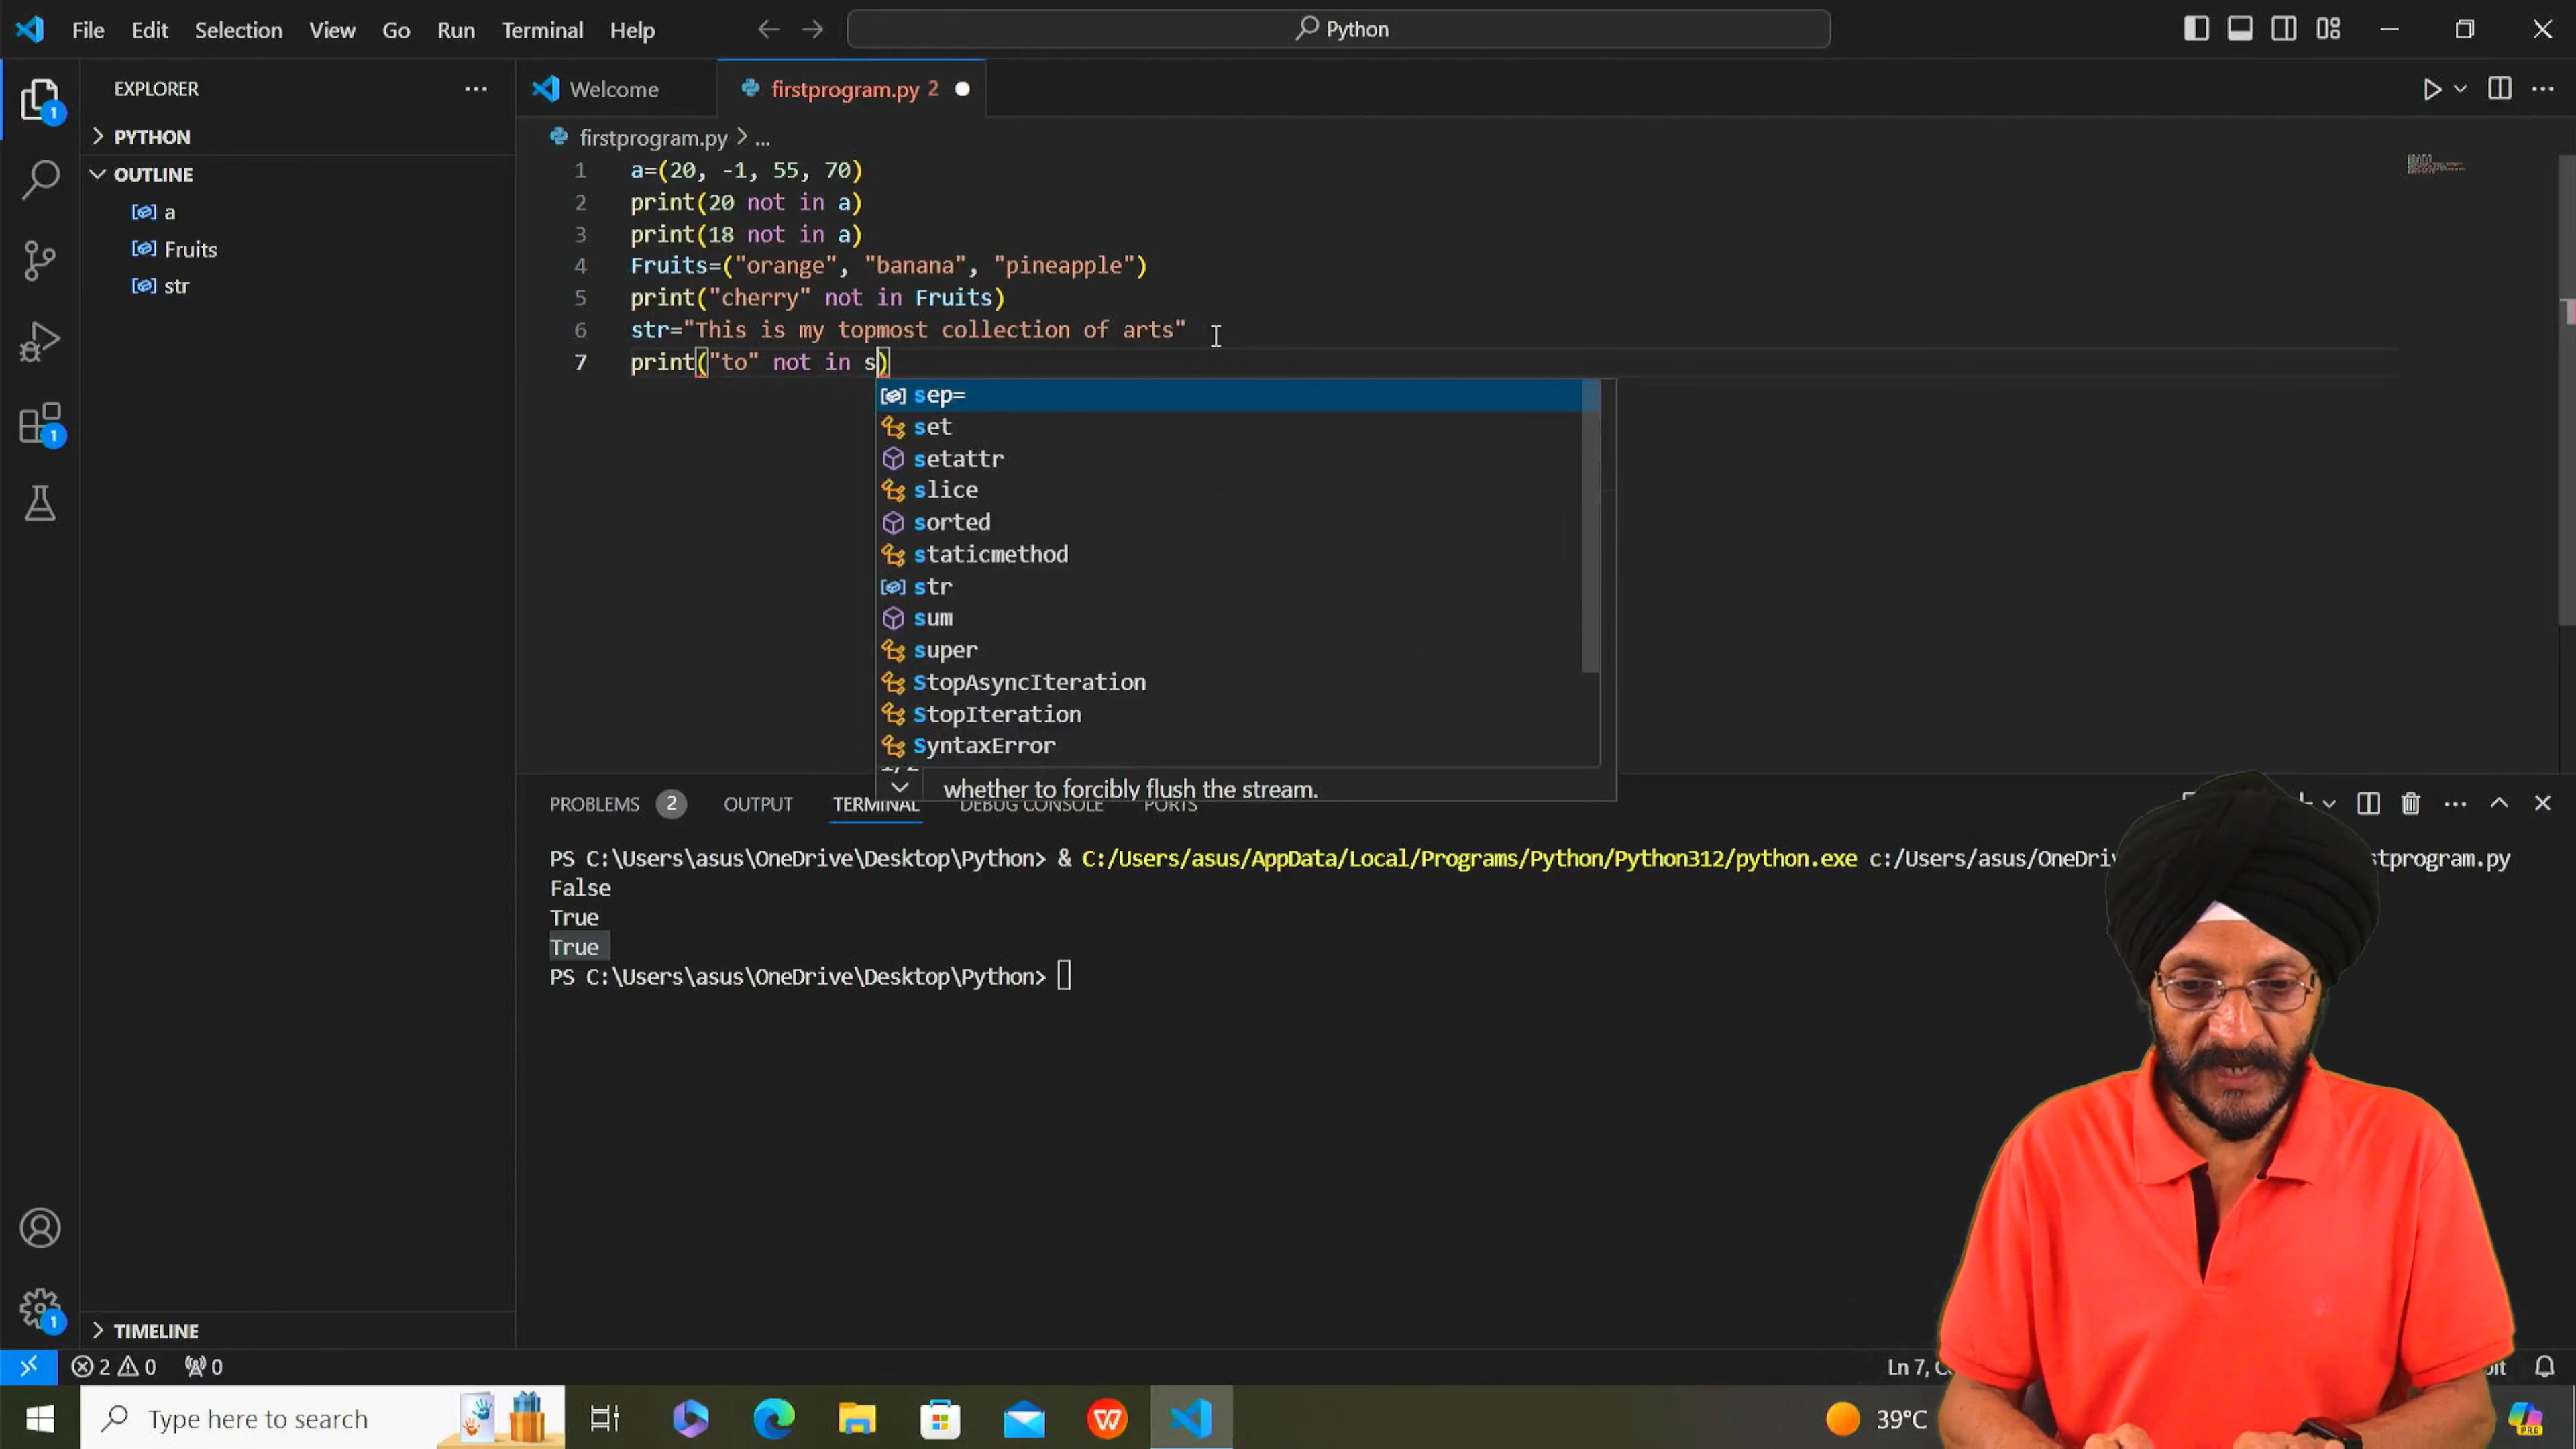 File Edit Selection View Go Run Terminal Help
Python
EXPLORER
PYTHON
OUTLINE
a
Fruits
str
TIMELINE
Welcome
firstprogram.py 2
firstprogram.py > ...
1 a=(20, -1, 55, 70)
2 print(20 not in a)
3 print(18 not in a)
4 Fruits=("orange", "banana", "pineapple")
5 print("cherry" not in Fruits)
6 str="This is my topmost collection of arts"
7 print("to" not in s)
sep=
set
setattr
slice
sorted
staticmethod
str
sum
super
StopAsyncIteration
StopIteration
SyntaxError
whether to forcibly flush the stream.
PROBLEMS 2 OUTPUT TERMINAL DEBUG CONSOLE PORTS
PS C:\Users\asus\OneDrive\Desktop\Python> & C:/Users/asus/AppData/Local/Programs/Python/Python312/python.exe c:/Users/asus/OneDriv stprogram.py
False
True
True
PS C:\Users\asus\OneDrive\Desktop\Python>
1
1
1
2 0 0
Ln 7, C
Type here to search
39°C
PRE